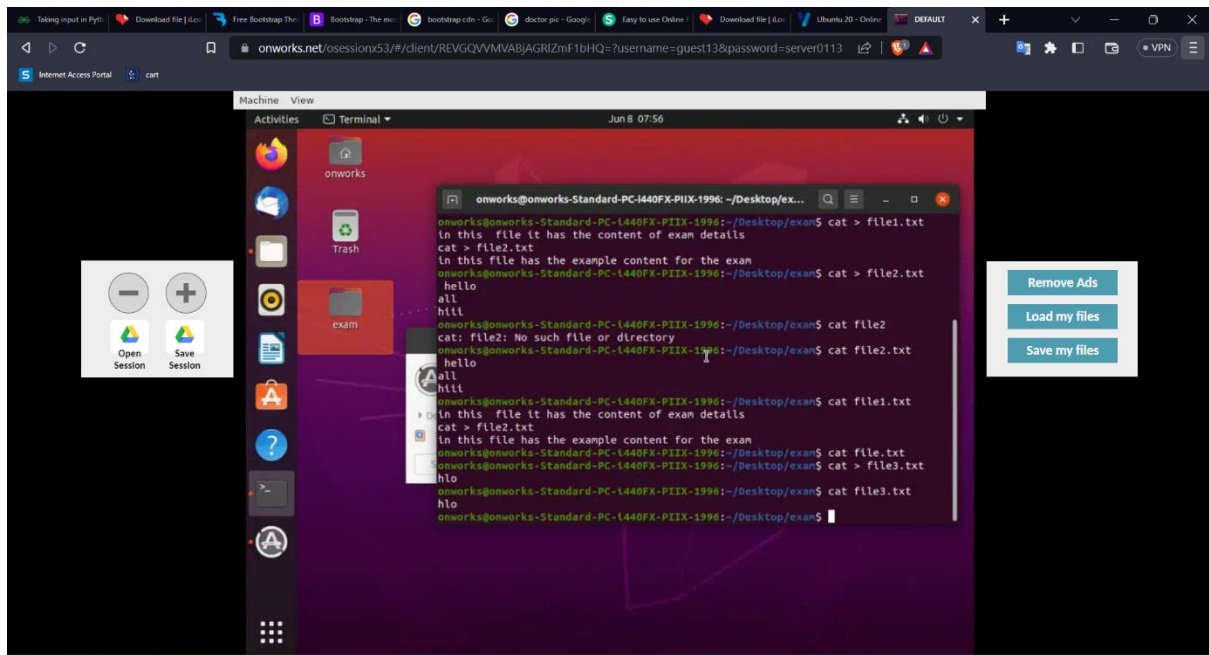 Taking input in Pyth
Download file | iLov
Free Bootstrap The
Bootstrap - The mo
bootstrap cdn - Go
doctor pic - Google
Easy to use Online
Download file | iLov
Ubuntu 20 - Online
DEFAULT
onworks.net/osessionx53/#/client/REVGQVVMVABjAGRlZmF1bHQ=?username=guest13&password=server0113
VPN
Internet Access Portal
cart
Machine View
Activities
Terminal
Jun 8 07:56
onworks
Trash
exam
onworks@onworks-Standard-PC-i440FX-PIIX-1996: ~/Desktop/ex...
onworks@onworks-Standard-PC-i440FX-PIIX-1996:~/Desktop/exam$ cat > file1.txt
in this  file it has the content of exam details
cat > file2.txt
in this file has the example content for the exam
onworks@onworks-Standard-PC-i440FX-PIIX-1996:~/Desktop/exam$ cat > file2.txt
 hello
all
hiii
onworks@onworks-Standard-PC-i440FX-PIIX-1996:~/Desktop/exam$ cat file2
cat: file2: No such file or directory
onworks@onworks-Standard-PC-i440FX-PIIX-1996:~/Desktop/exam$ cat file2.txt
 hello
all
hiii
onworks@onworks-Standard-PC-i440FX-PIIX-1996:~/Desktop/exam$ cat file1.txt
in this  file it has the content of exam details
cat > file2.txt
in this file has the example content for the exam
onworks@onworks-Standard-PC-i440FX-PIIX-1996:~/Desktop/exam$ cat file.txt
onworks@onworks-Standard-PC-i440FX-PIIX-1996:~/Desktop/exam$ cat > file3.txt
hlo
onworks@onworks-Standard-PC-i440FX-PIIX-1996:~/Desktop/exam$ cat file3.txt
hlo
onworks@onworks-Standard-PC-i440FX-PIIX-1996:~/Desktop/exam$
Open
Session
Save
Session
Remove Ads
Load my files
Save my files